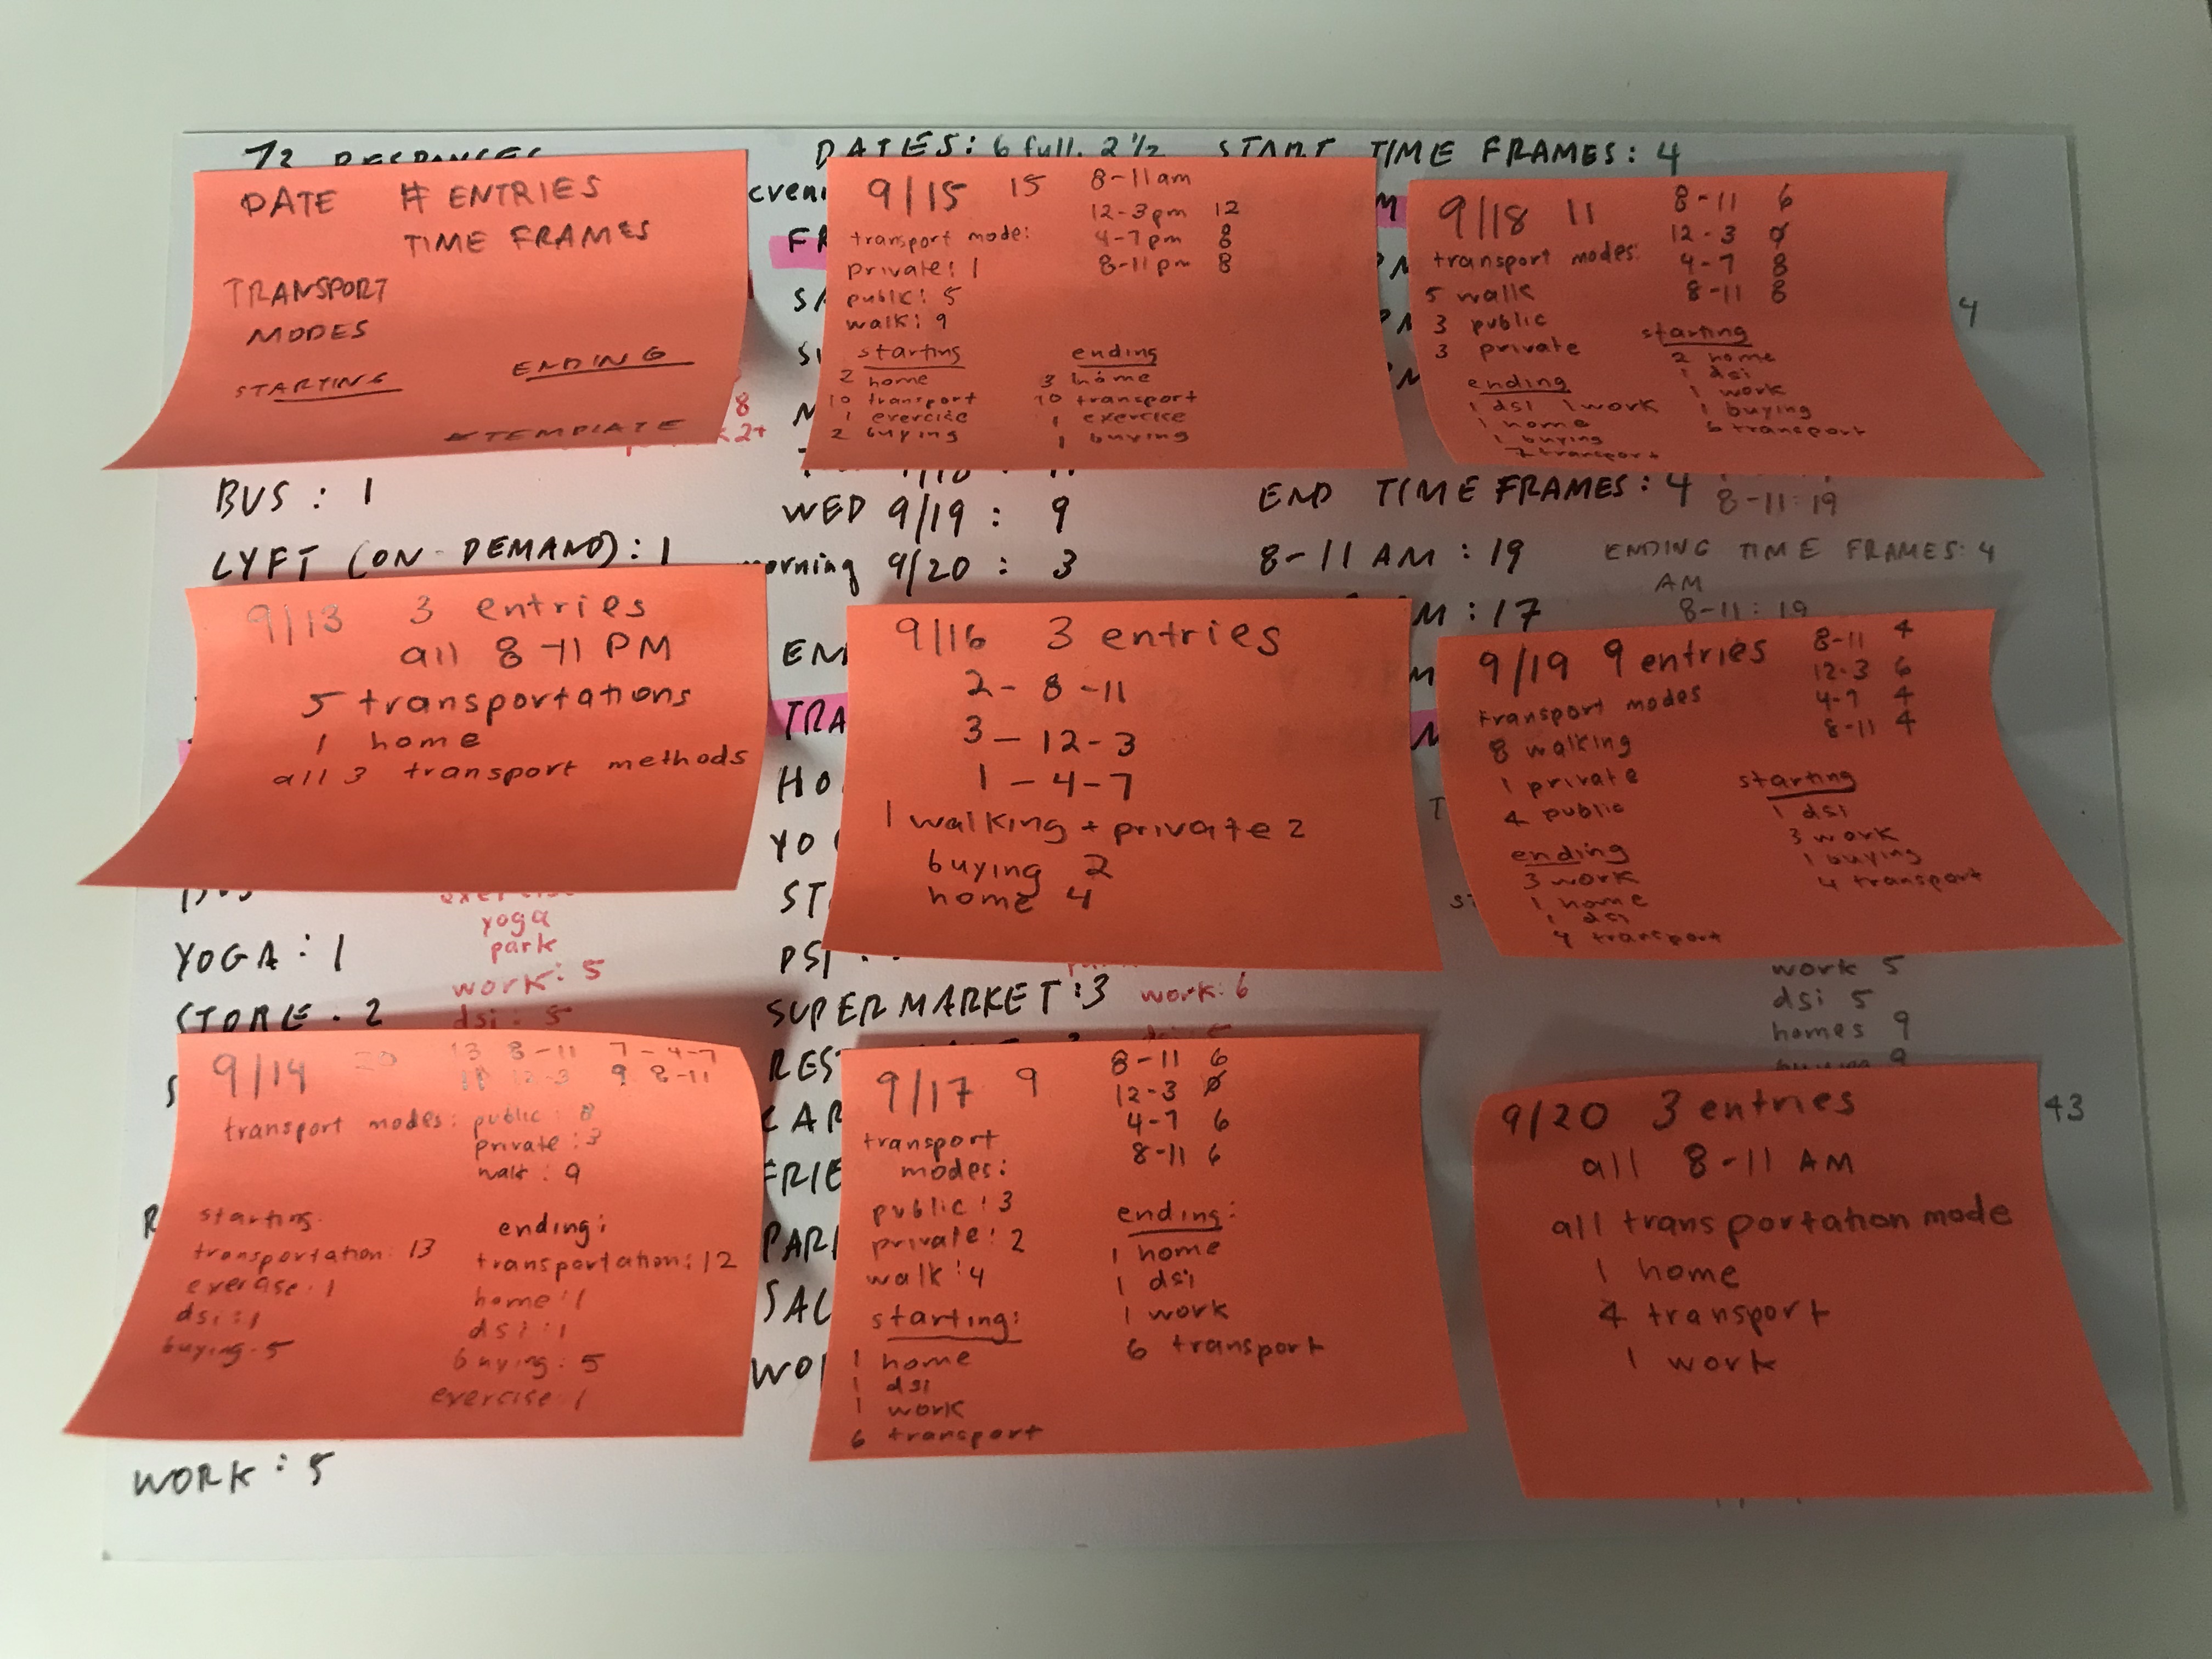 DATES: 6 full, 2 1/2
START TIME FRAMES: 4
DATE # ENTRIES
TIME FRAMES
TRANSPORT
MODES
STARTING
ENDING
*TEMPLATE
9/15 15
8-11am
12-3pm 12
4-7pm 8
8-11pm 8
transport mode:
private: 1
public: 5
walk: 9
starting
2 home
10 transport
1 exercise
2 buying
ending
3 home
10 transport
1 exercise
1 buying
9/18 11
8-11 6
12-3 0
4-7 8
8-11 8
transport modes:
5 walk
3 public
3 private
starting
2 home
1 dsi
1 work
1 buying
6 transport
ending
1 dsi 1 work
1 home
1 buying
7 transport
4
8
2+
BUS : 1
LYFT (ON-DEMAND): 1
WED 9/19 : 9
morning 9/20 : 3
END TIME FRAMES: 4
8-11 AM : 19
: 17
8-11: 19
ENDING TIME FRAMES: 4
AM
8-11: 19
9/13 3 entries
all 8-11 PM
5 transportations
1 home
all 3 transport methods
9/16 3 entries
2 - 8-11
3 - 12-3
1 - 4-7
1 walking + private 2
buying 2
home 4
9/19 9 entries
8-11 4
12-3 6
4-7 4
8-11 4
transport modes
8 walking
1 private
4 public
starting
1 dsi
3 work
1 buying
4 transport
ending
3 work
1 home
1 dsi
4 transport
yoga
park
work: 5
dsi: 5
YOGA : 1
STORE : 2
SUPERMARKET : 3
work: 6
work 5
dsi 5
homes 9
9/14 20
13 8-11
11 12-3
7 - 4-7
9 8-11
transport modes: public: 8
private: 3
walk: 9
starting
transportation: 13
exercise: 1
dsi: 1
buying: 5
ending:
transportation: 12
home: 1
dsi: 1
buying: 5
exercise: 1
9/17 9
8-11 6
12-3 0
4-7 6
8-11 6
transport
modes:
public: 3
private: 2
walk: 4
starting:
1 home
1 dsi
1 work
6 transport
ending:
1 home
1 dsi
1 work
6 transport
9/20 3 entries
all 8-11 AM
all transportation mode
1 home
4 transport
1 work
43
WORK : 5